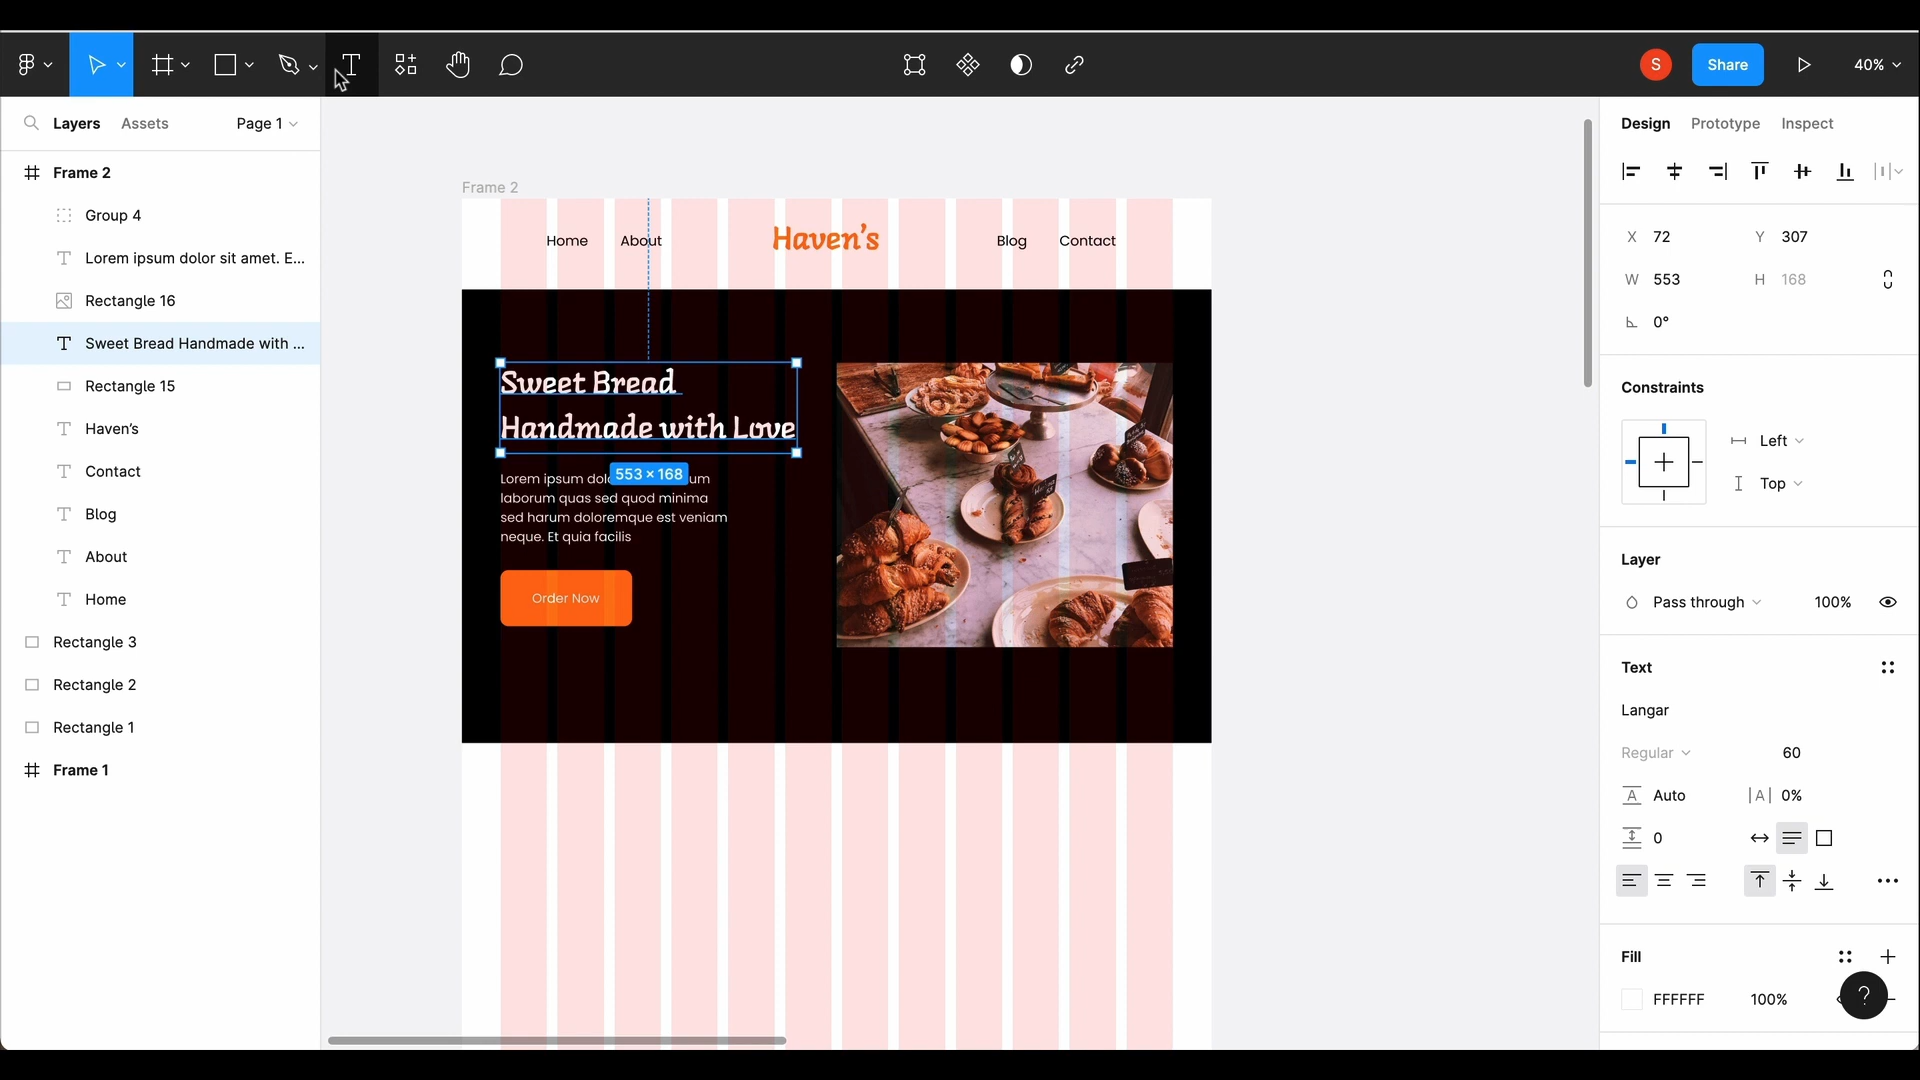 S
Share
40%
Layers
Assets
Page 1
Frame 2
Group 4
Lorem ipsum dolor sit amet. E...
Rectangle 16
Sweet Bread Handmade with ...
Rectangle 15
Haven's
Contact
Blog
About
Home
Rectangle 3
Rectangle 2
Rectangle 1
Frame 1
Frame 2
Home
About
Haven's
Blog
Contact
Sweet Bread
Handmade with Love
553 × 168
Lorem ipsum dolo um
laborum quas sed quod minima
sed harum doloremque est veniam
neque. Et quia facilis
Order Now
Design
Prototype
Inspect
X 72
Y 307
W 553
H 168
0°
Constraints
Left
Top
Layer
Pass through
100%
Text
Langar
Regular
60
A Auto
|A| 0%
0
Fill
FFFFFF
100%
?